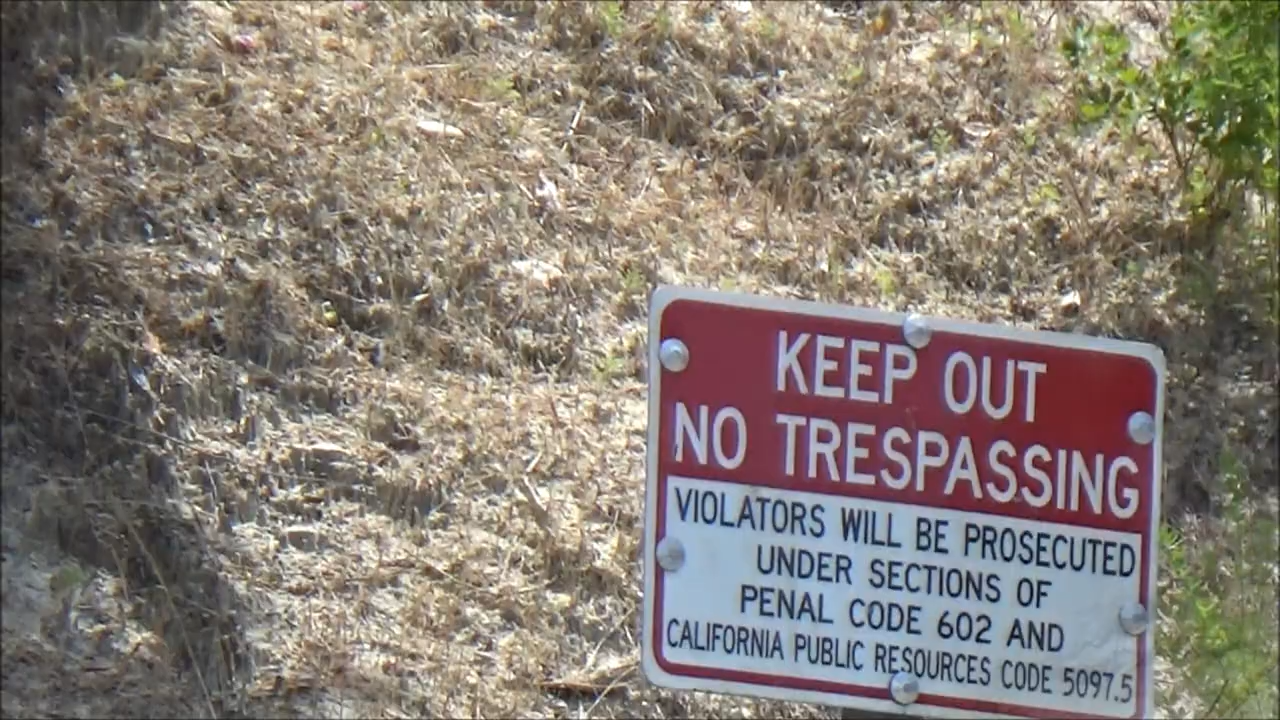 KEEP OUT
NO TRESPASSING
VIOLATORS WILL BE PROSECUTED
UNDER SECTIONS OF
PENAL CODE 602 AND
CALIFORNIA PUBLIC RESOURCES CODE 5097.5